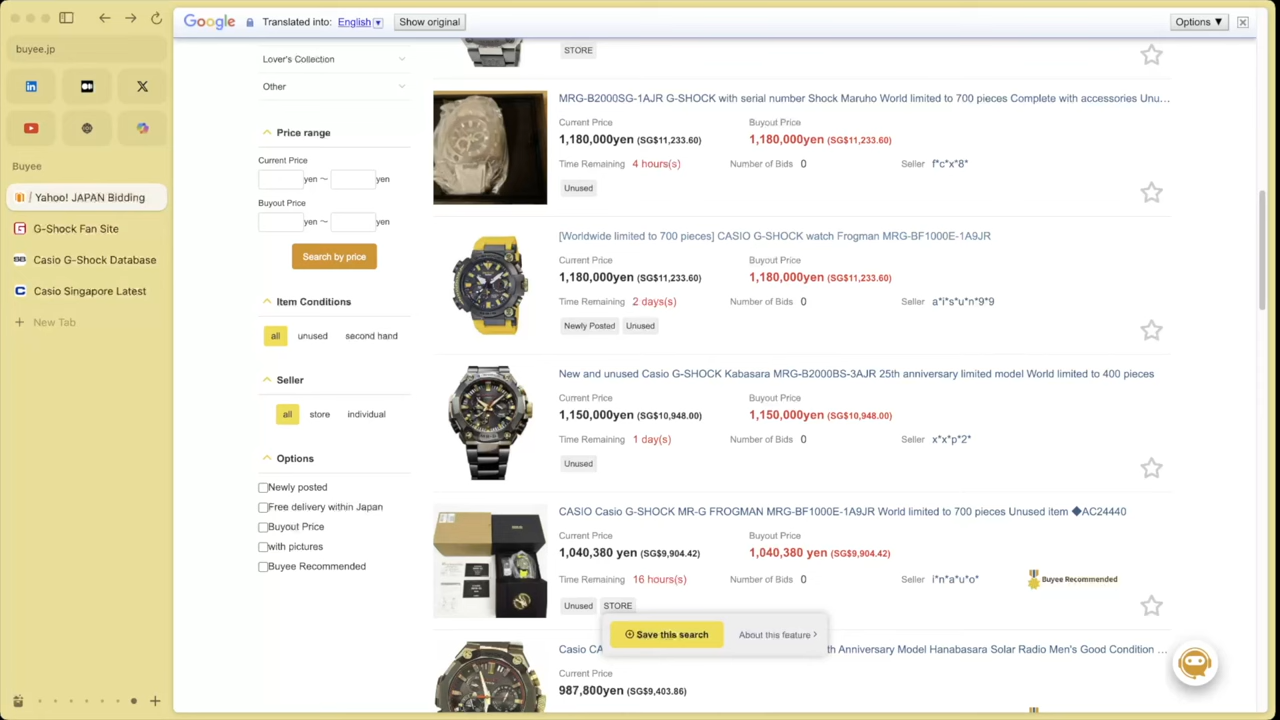 Google Translated into: English ▼ Show original Options ▼
buyee.jp
Buyee
Yahoo! JAPAN Bidding
G-Shock Fan Site
Casio G-Shock Database
Casio Singapore Latest
+ New Tab
Lover's Collection
Other
Price range
Current Price
yen ～ yen
Buyout Price
yen ～ yen
Search by price
Item Conditions
all unused second hand
Seller
all store individual
Options
Newly posted
Free delivery within Japan
Buyout Price
with pictures
Buyee Recommended
STORE
MRG-B2000SG-1AJR G-SHOCK with serial number Shock Maruho World limited to 700 pieces Complete with accessories Unu…
Current Price Buyout Price
1,180,000yen (SG$11,233.60) 1,180,000yen (SG$11,233.60)
Time Remaining 4 hours(s) Number of Bids 0 Seller f*c*x*8*
Unused
[Worldwide limited to 700 pieces] CASIO G-SHOCK watch Frogman MRG-BF1000E-1A9JR
Current Price Buyout Price
1,180,000yen (SG$11,233.60) 1,180,000yen (SG$11,233.60)
Time Remaining 2 days(s) Number of Bids 0 Seller a*i*s*u*n*9*9
Newly Posted Unused
New and unused Casio G-SHOCK Kabasara MRG-B2000BS-3AJR 25th anniversary limited model World limited to 400 pieces
Current Price Buyout Price
1,150,000yen (SG$10,948.00) 1,150,000yen (SG$10,948.00)
Time Remaining 1 day(s) Number of Bids 0 Seller x*x*p*2*
Unused
CASIO Casio G-SHOCK MR-G FROGMAN MRG-BF1000E-1A9JR World limited to 700 pieces Unused item ◆AC24440
Current Price Buyout Price
1,040,380 yen (SG$9,904.42) 1,040,380 yen (SG$9,904.42)
Time Remaining 16 hours(s) Number of Bids 0 Seller i*n*a*u*o* Buyee Recommended
Unused STORE
Save this search About this feature >
Casio CA th Anniversary Model Hanabasara Solar Radio Men's Good Condition …
Current Price
987,800yen (SG$9,403.86)